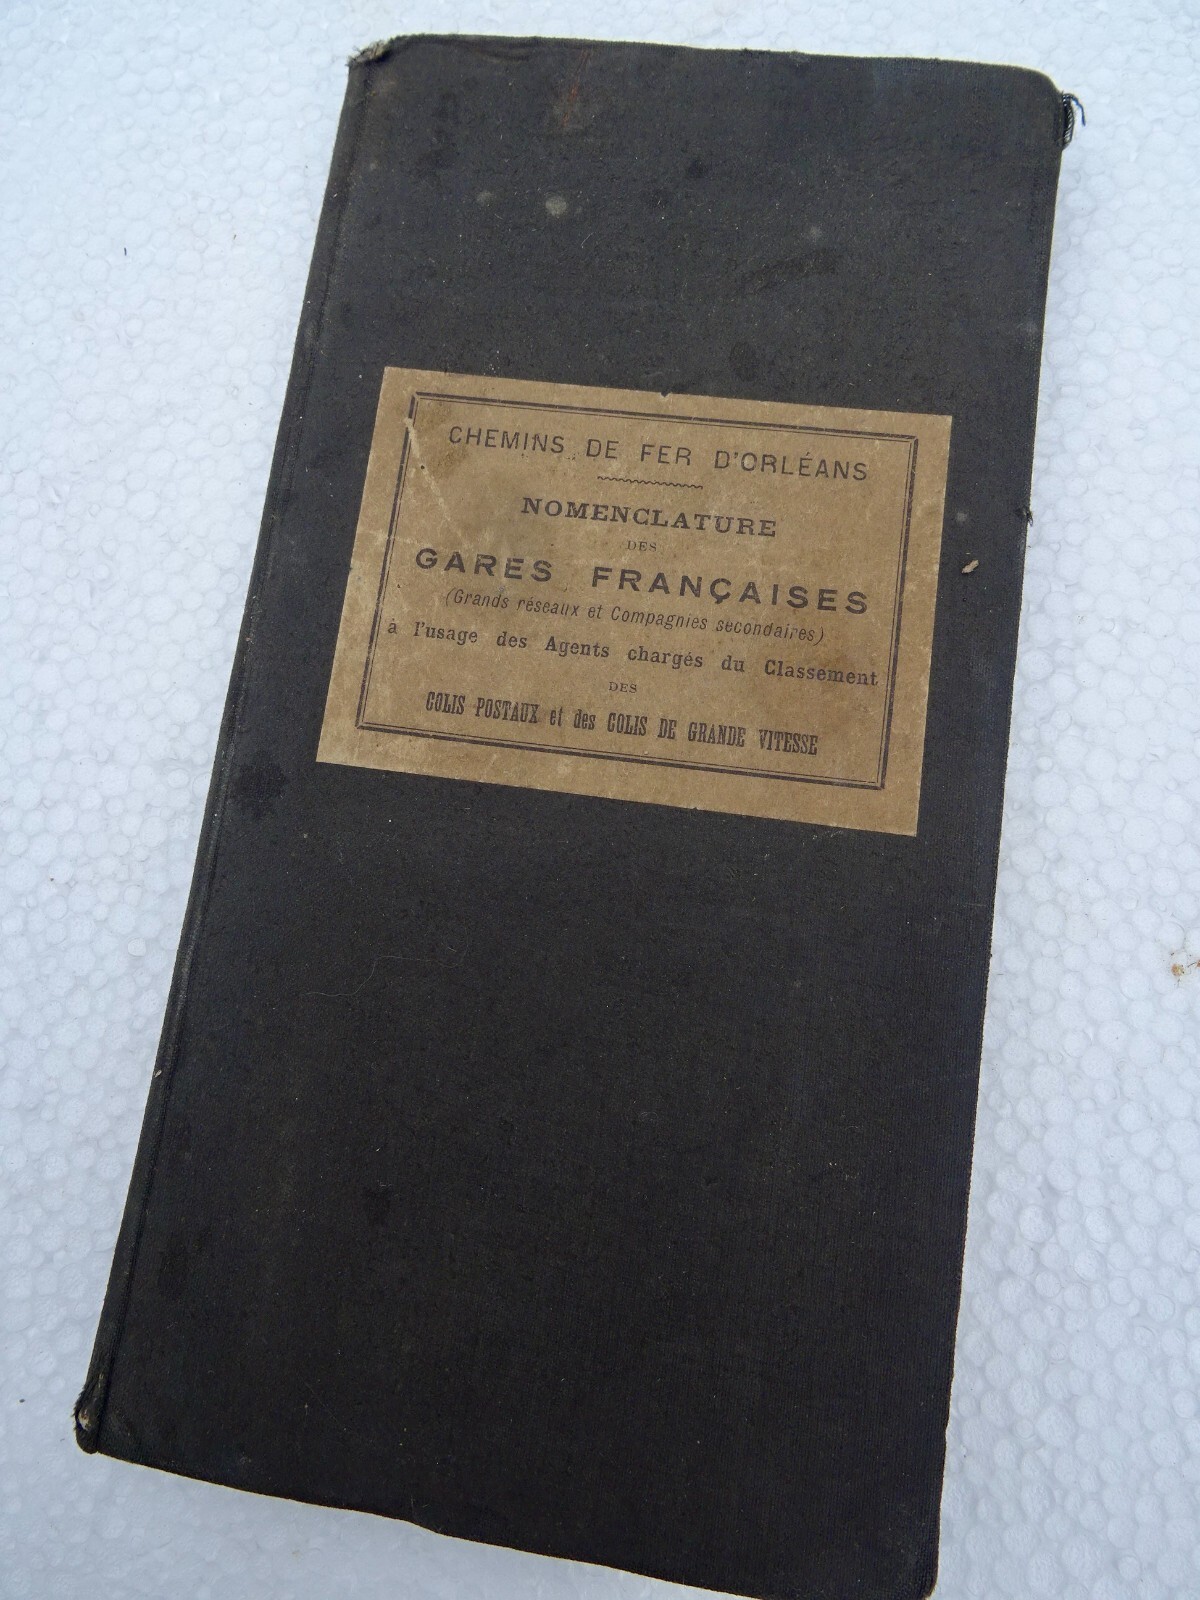 CHEMINS DE FER D'ORLÉANS
NOMENCLATURE
DES
GARES FRANÇAISES
(Grands réseaux et Compagnies secondaires)
à l'usage des Agents chargés du Classement
DES
COLIS POSTAUX et des COLIS DE GRANDE VITESSE